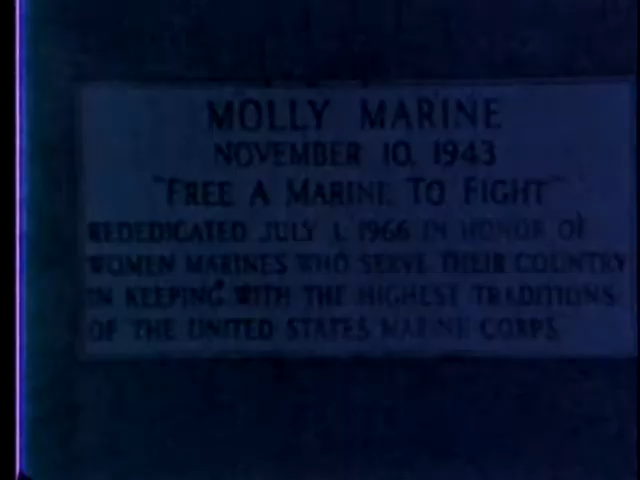 MOLLY MARINE
NOVEMBER 10, 1943
"FREE A MARINE TO FIGHT"
REDEDICATED JULY 1, 1966 IN HONOR OF
WOMEN MARINES WHO SERVE THEIR COUNTRY
IN KEEPING WITH THE HIGHEST TRADITIONS
OF THE UNITED STATES MARINE CORPS